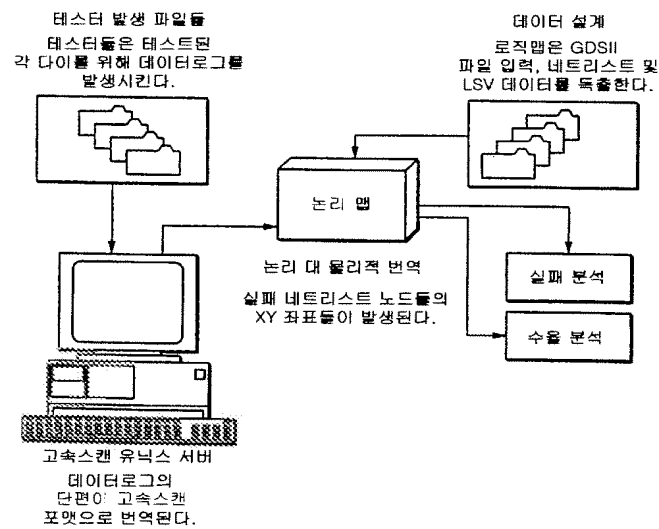 테스터 발생 파일들
테스터들은 테스트된
각 다이를 위해 데이터로그를
발생시킨다.
데이터 설계
로직맵은 GDSII
파일 입력, 네트리스트 및
LSV 데이터를 독출한다.
논리 맵
논리 대 물리적 번역
실패 네트리스트 노드들의
XY 좌표들이 발생된다.
실패 분석
수율 분석
고속스캔 유닉스 서버
데이터로그의
단편이 고속스캔
포맷으로 번역된다.